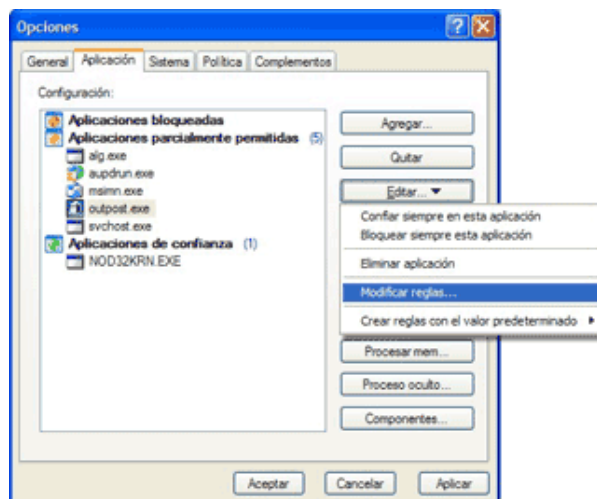 Opciones
General Aplicación Sistema Política Complementos
Configuración:
Aplicaciones bloqueadas
Aplicaciones parcialmente permitidas (5)
alg.exe
aupdrun.exe
msimn.exe
outpost.exe
svchost.exe
Aplicaciones de confianza (1)
NOD32KRN.EXE
Agregar...
Quitar
Editar...
Confiar siempre en esta aplicación
Bloquear siempre esta aplicación
Eliminar aplicación
Modificar reglas...
Crear reglas con el valor predeterminado
Procesar mem...
Proceso oculto...
Componentes...
Aceptar Cancelar Aplicar